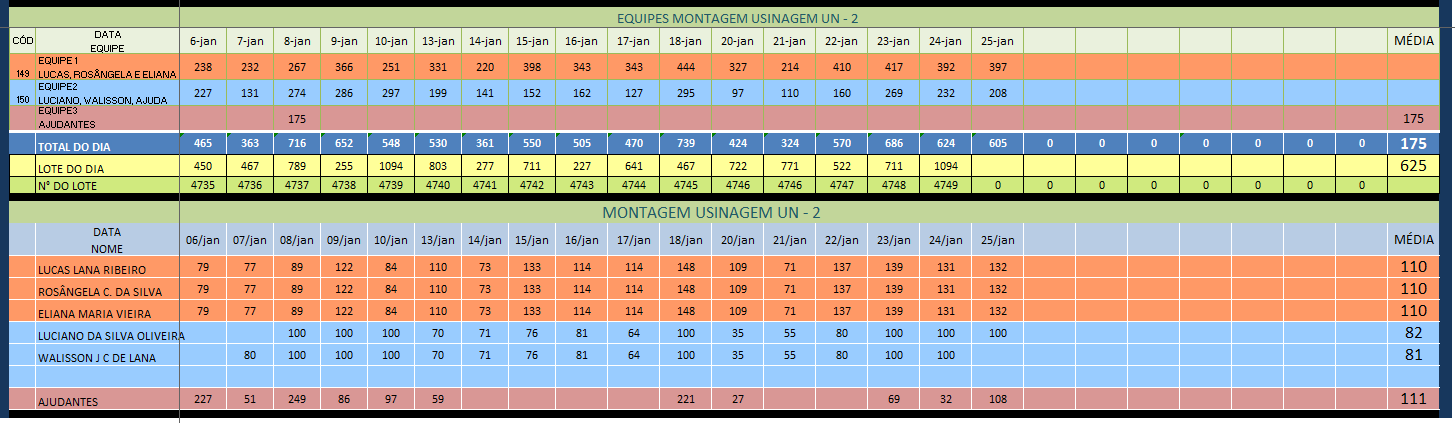 EQUIPES MONTAGEM USINAGEM UN - 2
CÓD DATA EQUIPE 6-jan 7-jan 8-jan 9-jan 10-jan 13-jan 14-jan 15-jan 16-jan 17-jan 18-jan 20-jan 21-jan 22-jan 23-jan 24-jan 25-jan MÉDIA
EQUIPE 1
149 LUCAS, ROSÂNGELA E ELIANA 238 232 267 366 251 331 220 398 343 343 444 327 214 410 417 392 397
EQUIPE2
150 LUCIANO, WALISSON, AJUDA 227 131 274 286 297 199 141 152 162 127 295 97 110 160 269 232 208
EQUIPE3
AJUDANTES 175 175
TOTAL DO DIA 465 363 716 652 548 530 361 550 505 470 739 424 324 570 686 624 605 0 0 0 0 0 0 0 175
LOTE DO DIA 450 467 789 255 1094 803 277 711 227 641 467 722 771 522 711 1094 625
N° DO LOTE 4735 4736 4737 4738 4739 4740 4741 4742 4743 4744 4745 4746 4746 4747 4748 4749 0 0 0 0 0 0 0 0
MONTAGEM USINAGEM UN - 2
DATA
NOME 06/jan 07/jan 08/jan 09/jan 10/jan 13/jan 14/jan 15/jan 16/jan 17/jan 18/jan 20/jan 21/jan 22/jan 23/jan 24/jan 25/jan MÉDIA
LUCAS LANA RIBEIRO 79 77 89 122 84 110 73 133 114 114 148 109 71 137 139 131 132 110
ROSÂNGELA C. DA SILVA 79 77 89 122 84 110 73 133 114 114 148 109 71 137 139 131 132 110
ELIANA MARIA VIEIRA 79 77 89 122 84 110 73 133 114 114 148 109 71 137 139 131 132 110
LUCIANO DA SILVA OLIVEIRA 100 100 100 70 71 76 81 64 100 35 55 80 100 100 100 82
WALISSON J C DE LANA 80 100 100 100 70 71 76 81 64 100 35 55 80 100 100 81
AJUDANTES 227 51 249 86 97 59 221 27 69 32 108 111